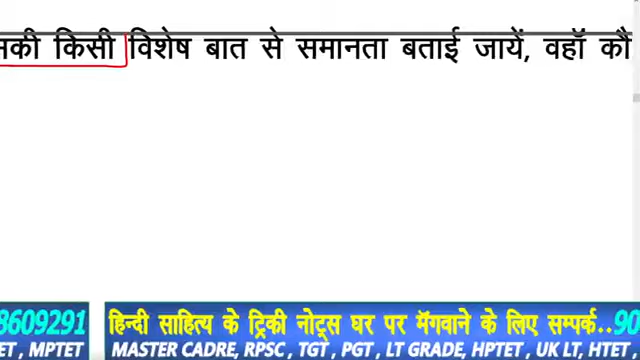 किसी विशेष बात से समानता बताई जायें, वहाॅ
8609291 हिन्दी साहित्य के ट्रिकी नोट्स घर पर मॅगवाने के लिए सम्पर्क..90
MPTET MASTER CADRE, RPSC , TGT , PGT , LT GRADE, HPTET , UK LT, HTET